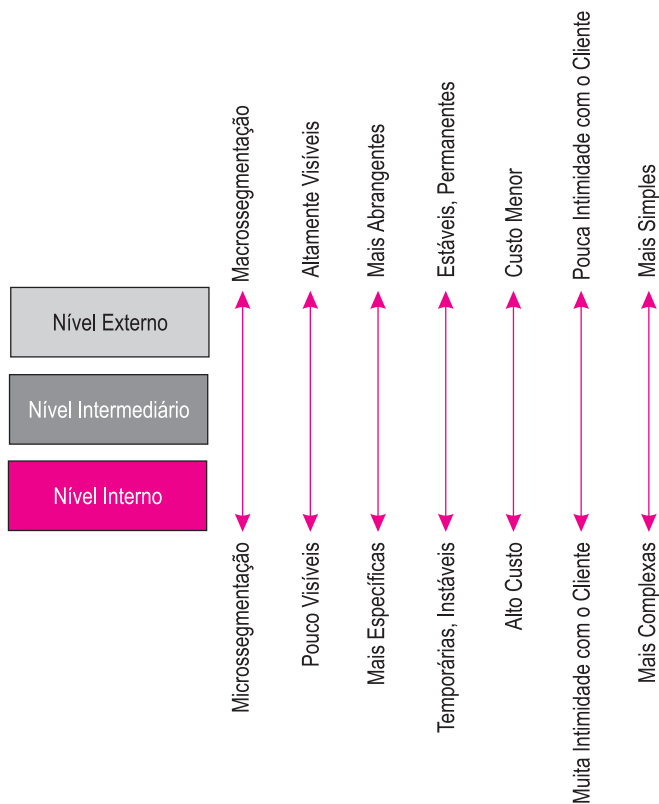 Macrossegmentação
Altamente Visíveis
Mais Abrangentes
Estáveis, Permanentes
Custo Menor
Pouca Intimidade com o Cliente
Mais Simples
Nível Externo
Nível Intermediário
Nível Interno
Microssegmentação
Pouco Visíveis
Mais Específicas
Temporárias, Instáveis
Alto Custo
Muita Intimidade com o Cliente
Mais Complexas